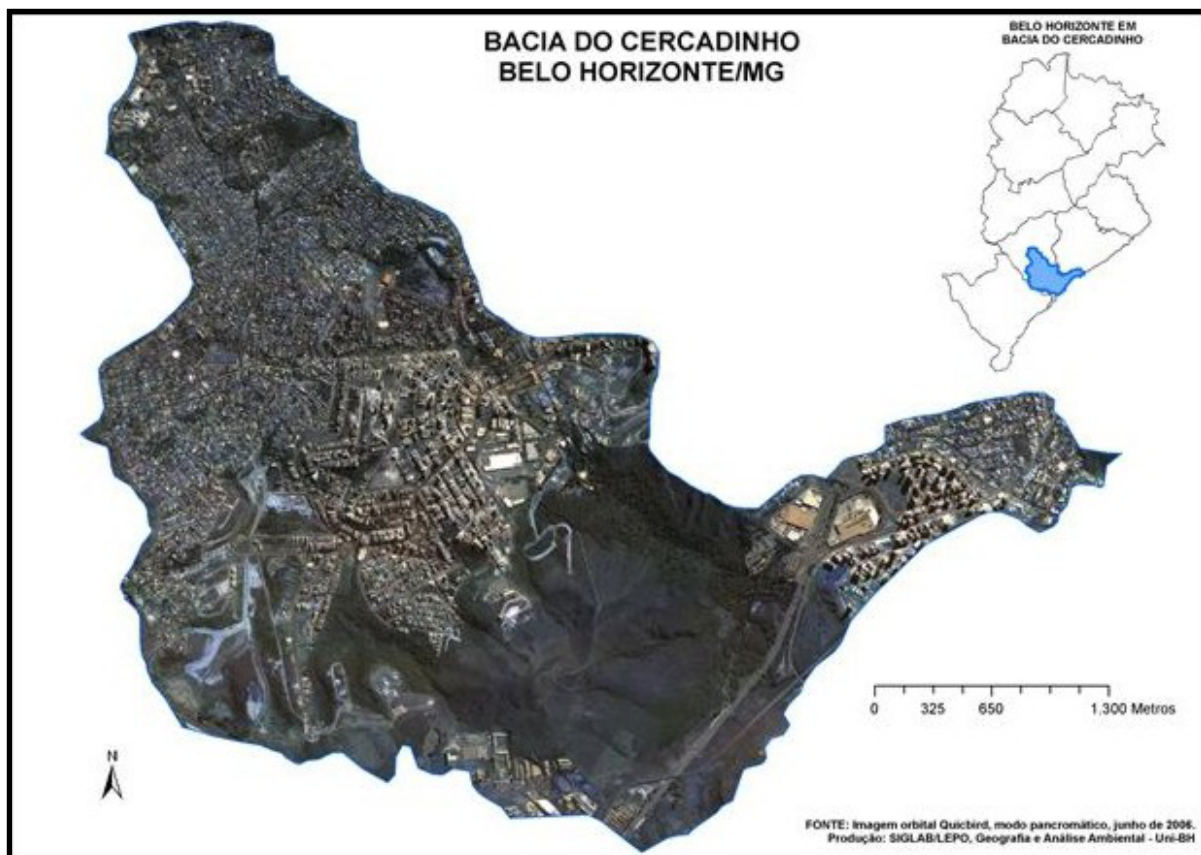 BACIA DO CERCADINHO
BELO HORIZONTE/MG
BELO HORIZONTE EM
BACIA DO CERCADINHO
N
0 325 650 1.300 Metros
FONTE: Imagem orbital Quicbird, modo pancromático, junho de 2006.
Produção: SIGLAB/LEPO, Geografia e Análise Ambiental - Uni-BH